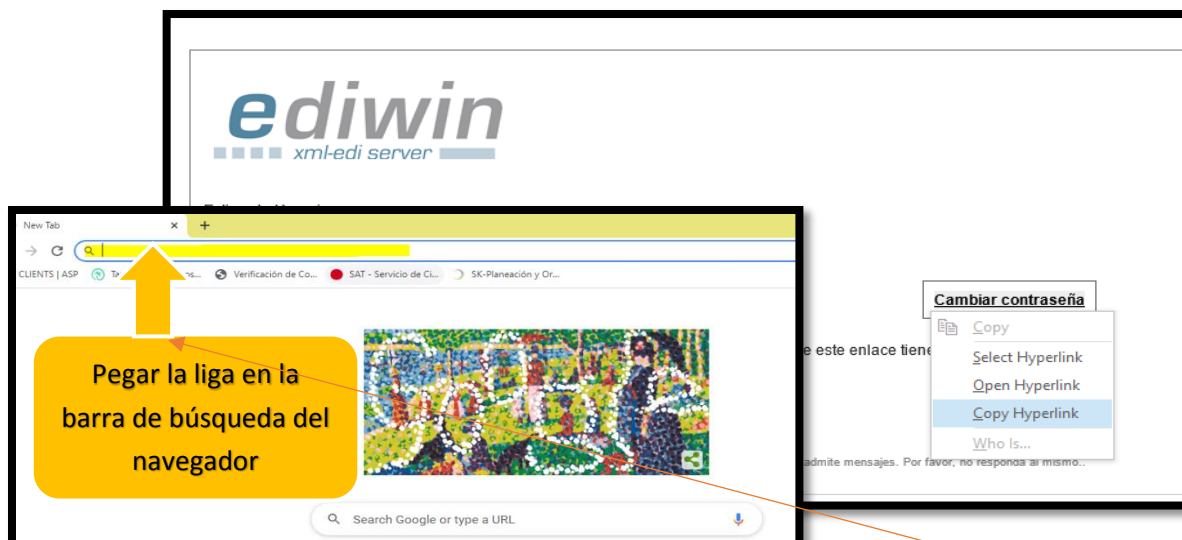 ediwin
xml-edi server
New Tab
CLIENTS | ASP
Verificación de Co...
SAT - Servicio de Ci...
SK-Planeación y Or...
Pegar la liga en la
barra de búsqueda del
navegador
Search Google or type a URL
Cambiar contraseña
Copy
e este enlace tiene
Select Hyperlink
Open Hyperlink
Copy Hyperlink
Who Is...
admite mensajes. Por favor, no responda al mismo..